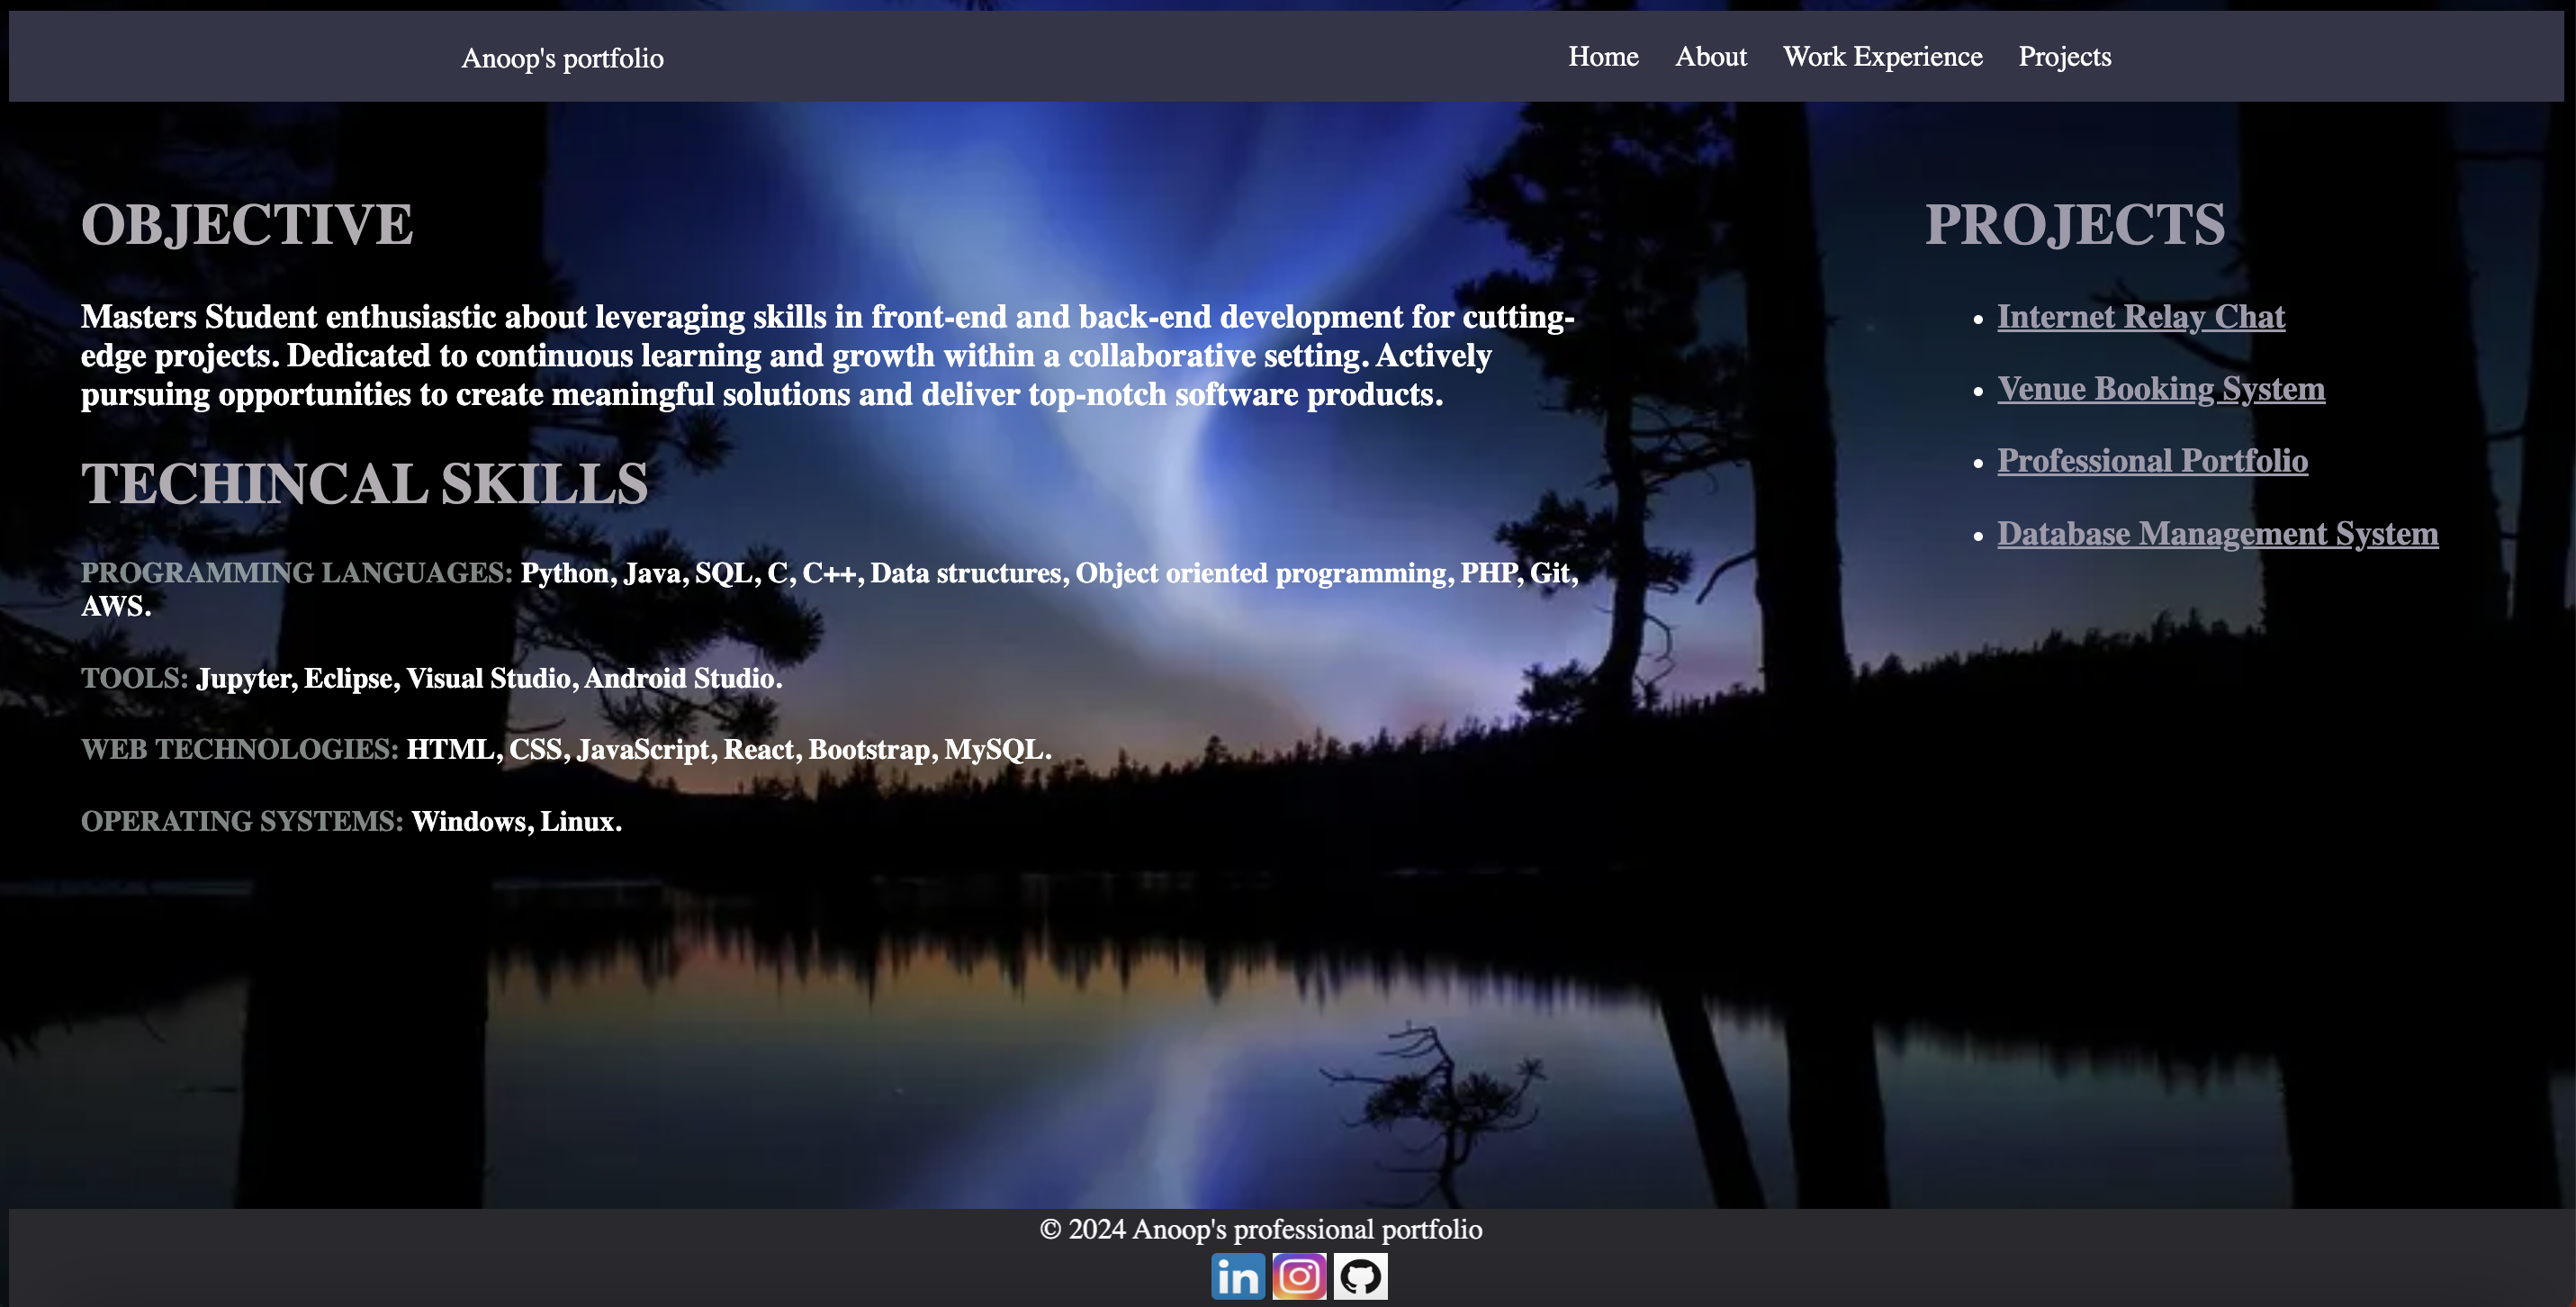 Anoop's portfolio
Home About Work Experience Projects
OBJECTIVE
Masters Student enthusiastic about leveraging skills in front-end and back-end development for cutting-
edge projects. Dedicated to continuous learning and growth within a collaborative setting. Actively
pursuing opportunities to create meaningful solutions and deliver top-notch software products.
TECHINCAL SKILLS
PROGRAMMING LANGUAGES: Python, Java, SQL, C, C++, Data structures, Object oriented programming, PHP, Git,
AWS.
TOOLS: Jupyter, Eclipse, Visual Studio, Android Studio.
WEB TECHNOLOGIES: HTML, CSS, JavaScript, React, Bootstrap, MySQL.
OPERATING SYSTEMS: Windows, Linux.
PROJECTS
• Internet Relay Chat
• Venue Booking System
• Professional Portfolio
• Database Management System
© 2024 Anoop's professional portfolio
in